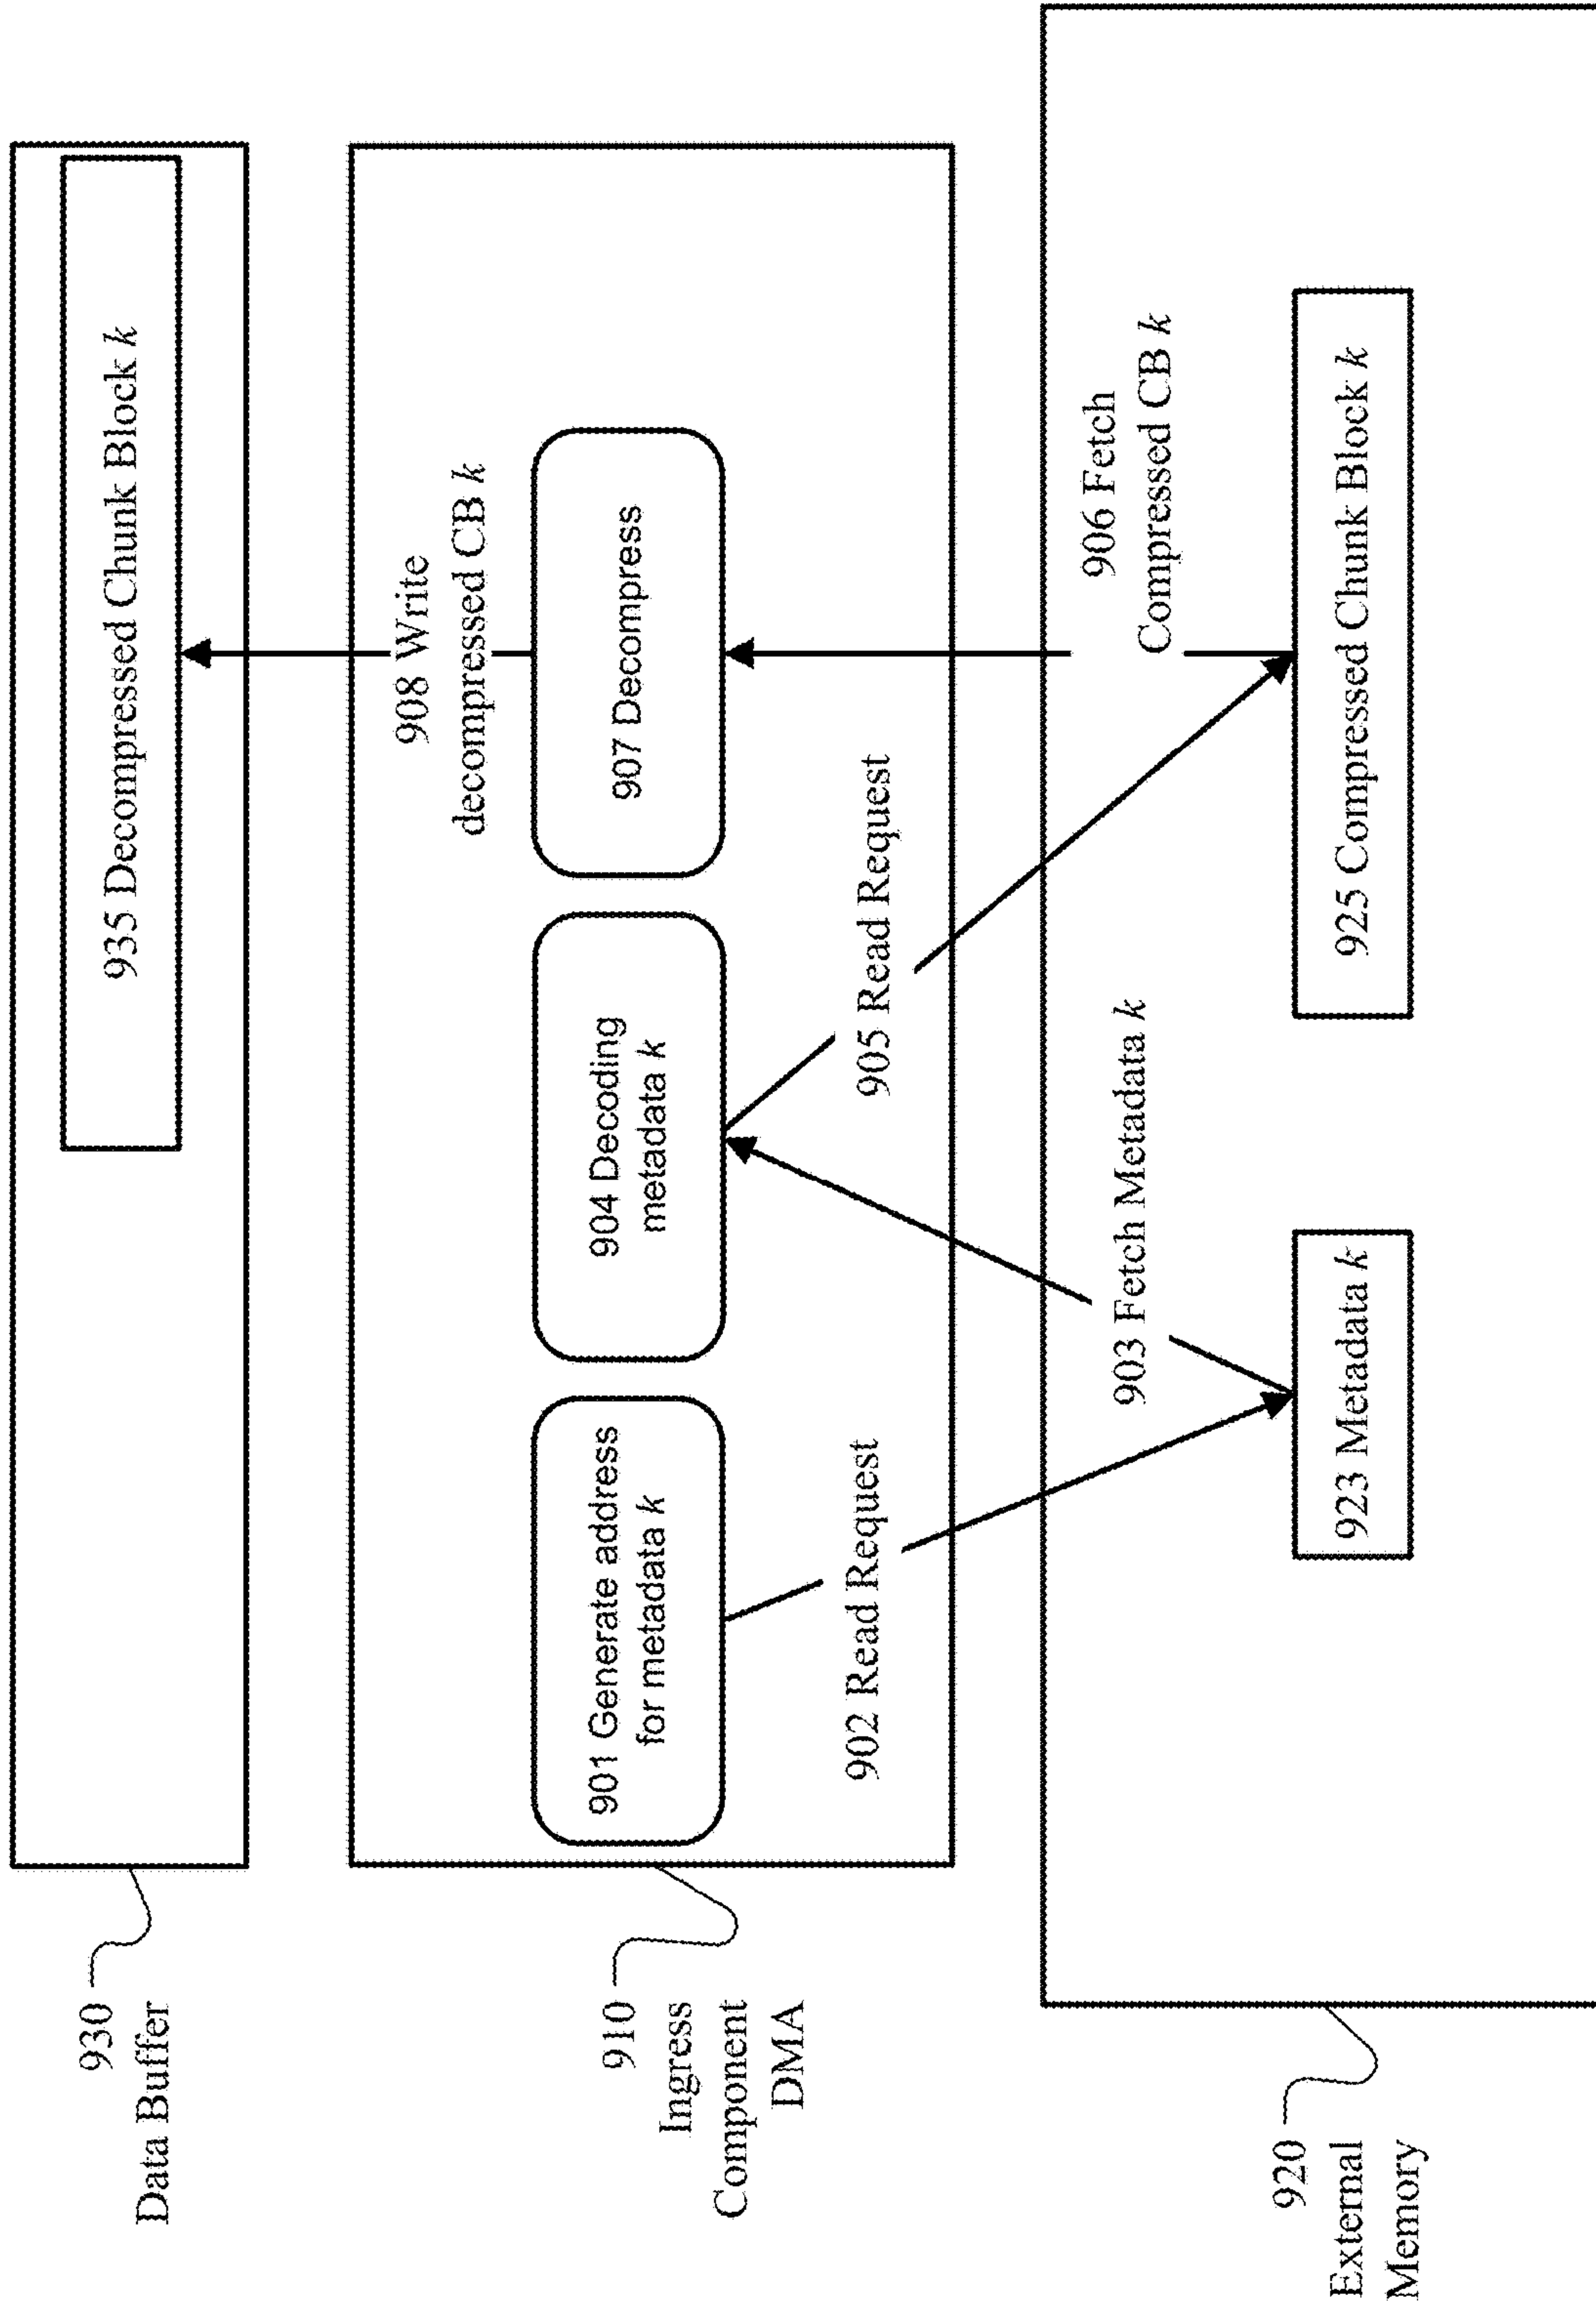 930
Data Buffer
935 Decompressed Chunk Block k
908 Write
decompressed CB k
910
Ingress
Component
DMA
901 Generate address
for metadata k
904 Decoding
metadata k
907 Decompress
902 Read Request
905 Read Request
903 Fetch Metadata k
906 Fetch
Compressed CB k
920
External
Memory
923 Metadata k
925 Compressed Chunk Block k